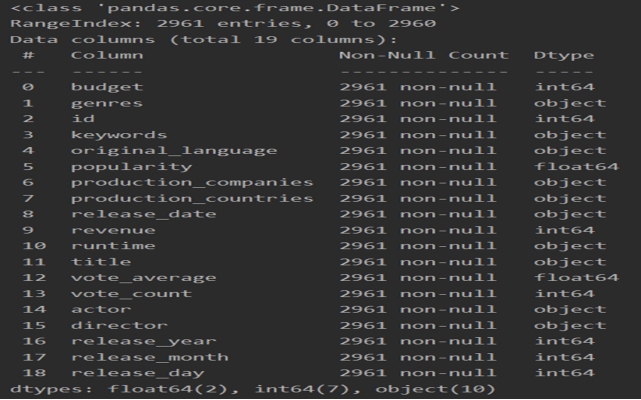 <class 'pandas.core.frame.DataFrame'>
RangeIndex: 2961 entries, 0 to 2960
Data columns (total 19 columns):
 #   Column                Non-Null Count  Dtype
---  ------                --------------  -----
 0   budget                2961 non-null   int64
 1   genres                2961 non-null   object
 2   id                    2961 non-null   int64
 3   keywords              2961 non-null   object
 4   original_language     2961 non-null   object
 5   popularity            2961 non-null   float64
 6   production_companies  2961 non-null   object
 7   production_countries  2961 non-null   object
 8   release_date          2961 non-null   object
 9   revenue               2961 non-null   int64
 10  runtime               2961 non-null   object
 11  title                 2961 non-null   object
 12  vote_average          2961 non-null   float64
 13  vote_count            2961 non-null   int64
 14  actor                 2961 non-null   object
 15  director              2961 non-null   object
 16  release_year          2961 non-null   int64
 17  release_month         2961 non-null   int64
 18  release_day           2961 non-null   int64
dtypes: float64(2), int64(7), object(10)